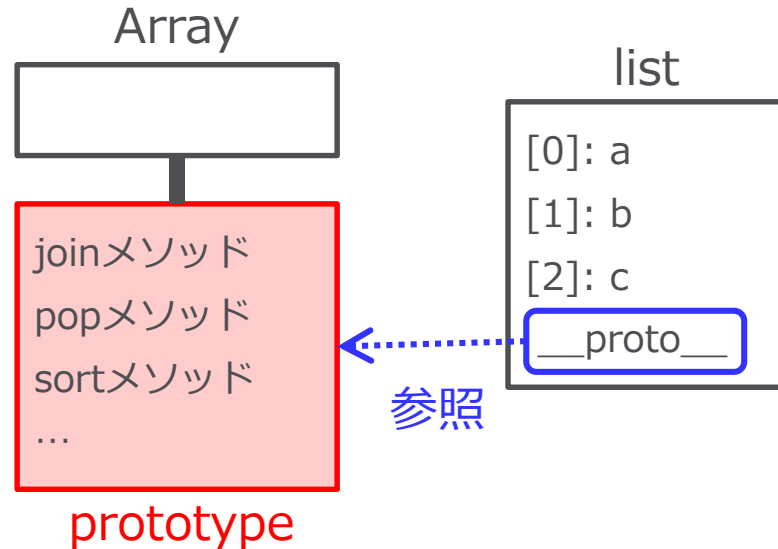 Array
joinメソッド
popメソッド
sortメソッド
…
prototype
参照
list
[0]: a
[1]: b
[2]: c
__proto__